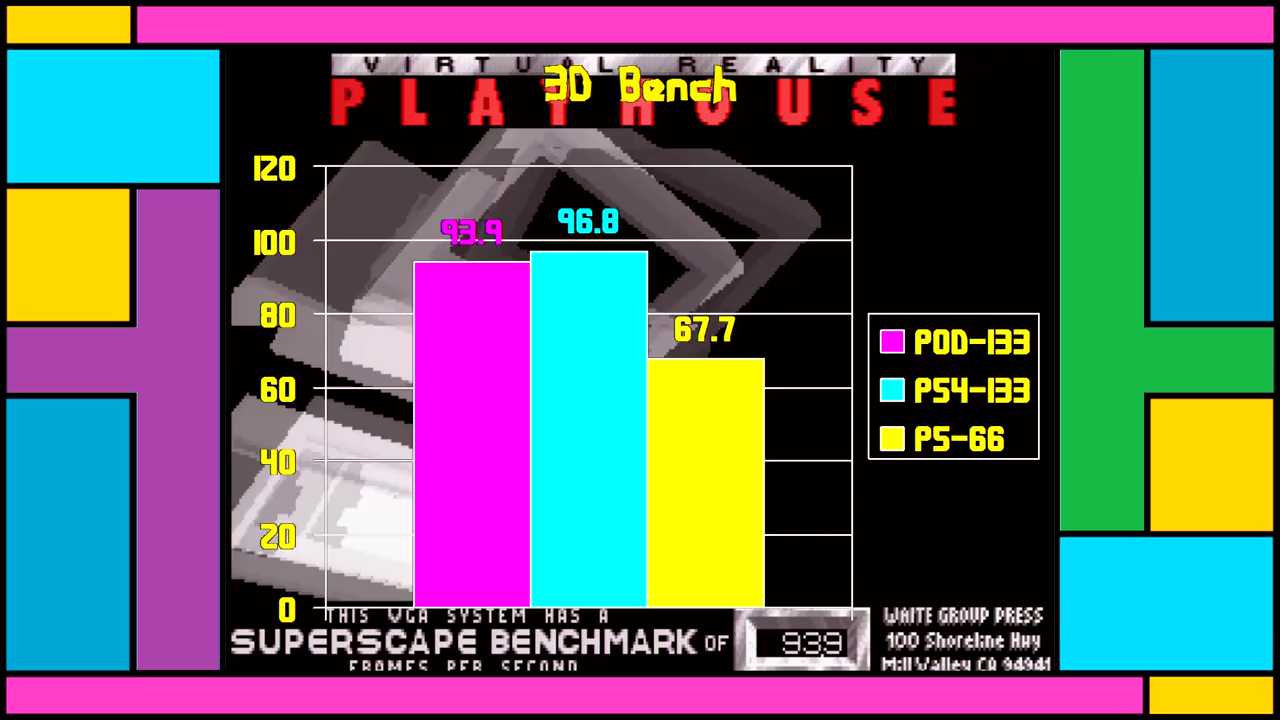 VIRTUAL REALITY
PLAYHOUSE
3D Bench
120
100
80
60
40
20
0
93.9
96.8
67.7
POD-133
P54-133
P5-66
THIS VGA SYSTEM HAS A
SUPERSCAPE BENCHMARK OF
FRAMES PER SECOND
93.9
WAITE GROUP PRESS
100 Shoreline Hwy
Mill Valley CA 94941